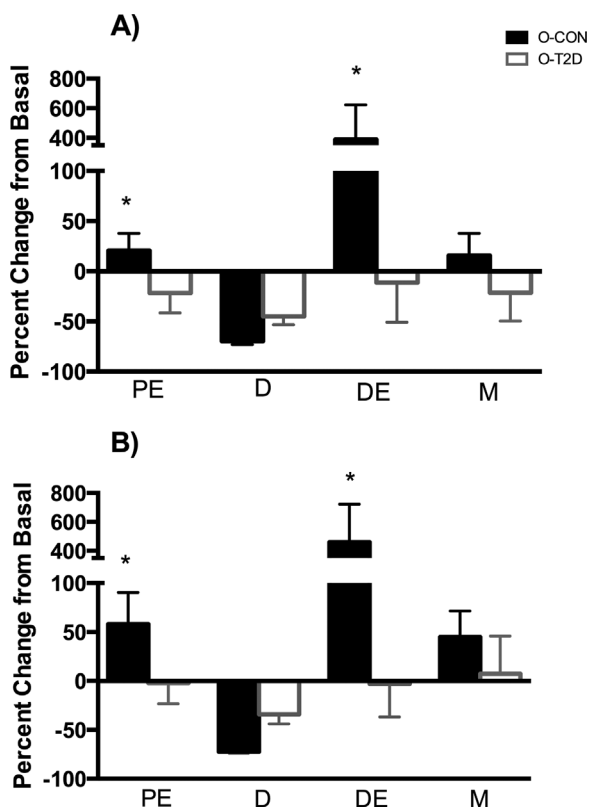 A)
O-CON
O-T2D
Percent Change from Basal
800
600
400
100
50
0
-50
-100
*
*
PE D DE M
B)
Percent Change from Basal
800
600
400
100
50
0
-50
-100
*
*
PE D DE M